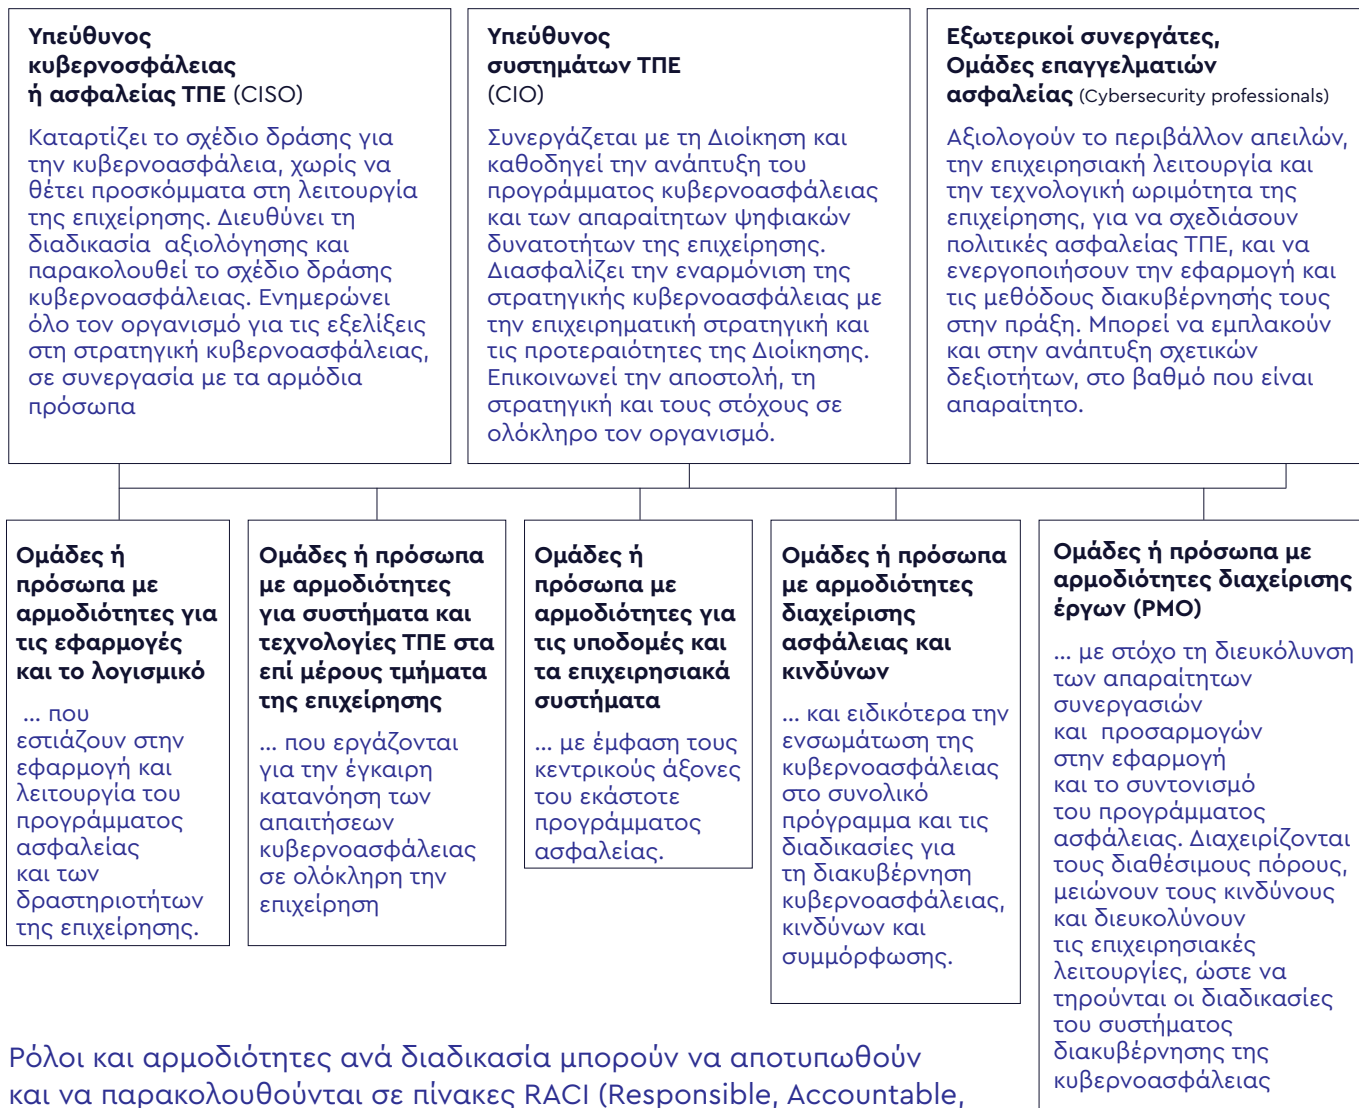 Υπεύθυνος
κυβερνοσφάλειας
ή ασφαλείας ΤΠΕ (CISO)
Καταρτίζει το σχέδιο δράσης για
την κυβερνοασφάλεια, χωρίς να
θέτει προσκόμματα στη λειτουργία
της επιχείρησης. Διευθύνει τη
διαδικασία αξιολόγησης και
παρακολουθεί το σχέδιο δράσης
κυβερνοασφάλειας. Ενημερώνει
όλο τον οργανισμό για τις εξελίξεις
στη στρατηγική κυβερνοασφάλειας,
σε συνεργασία με τα αρμόδια
πρόσωπα
Υπεύθυνος
συστημάτων ΤΠΕ
(CIO)
Συνεργάζεται με τη Διοίκηση και
καθοδηγεί την ανάπτυξη του
προγράμματος κυβερνοασφάλειας
και των απαραίτητων ψηφιακών
δυνατοτήτων της επιχείρησης.
Διασφαλίζει την εναρμόνιση της
στρατηγικής κυβερνοασφάλειας με
την επιχειρηματική στρατηγική και
τις προτεραιότητες της Διοίκησης.
Επικοινωνεί την αποστολή, τη
στρατηγική και τους στόχους σε
ολόκληρο τον οργανισμό.
Εξωτερικοί συνεργάτες,
Ομάδες επαγγελματιών
ασφαλείας (Cybersecurity professionals)
Αξιολογούν το περιβάλλον απειλών,
την επιχειρησιακή λειτουργία και
την τεχνολογική ωριμότητα της
επιχείρησης, για να σχεδιάσουν
πολιτικές ασφαλείας ΤΠΕ, και να
ενεργοποιήσουν την εφαρμογή και
τις μεθόδους διακυβέρνησής τους
στην πράξη. Μπορεί να εμπλακούν
και στην ανάπτυξη σχετικών
δεξιοτήτων, στο βαθμό που είναι
απαραίτητο.
Ομάδες ή
πρόσωπα με
αρμοδιότητες για
τις εφαρμογές
και το λογισμικό
... που
εστιάζουν στην
εφαρμογή και
λειτουργία του
προγράμματος
ασφαλείας
και των
δραστηριοτήτων
της επιχείρησης.
Ομάδες ή πρόσωπα
με αρμοδιότητες
για συστήματα και
τεχνολογίες ΤΠΕ στα
επί μέρους τμήματα
της επιχείρησης
... που εργάζονται
για την έγκαιρη
κατανόηση των
απαιτήσεων
κυβερνοασφάλειας
σε ολόκληρη την
επιχείρηση
Ομάδες ή
πρόσωπα με
αρμοδιότητες για
τις υποδομές και
τα επιχειρησιακά
συστήματα
... με έμφαση τους
κεντρικούς άξονες
του εκάστοτε
προγράμματος
ασφαλείας.
Ομάδες ή πρόσωπα
με αρμοδιότητες
διαχείρισης
ασφάλειας και
κινδύνων
... και ειδικότερα την
ενσωμάτωση της
κυβερνοασφάλειας
στο συνολικό
πρόγραμμα και τις
διαδικασίες για
τη διακυβέρνηση
κυβερνοασφάλειας,
κινδύνων και
συμμόρφωσης.
Ομάδες ή πρόσωπα με
αρμοδιότητες διαχείρισης
έργων (PMO)
... με στόχο τη διευκόλυνση
των απαραίτητων
συνεργασιών
και προσαρμογών
στην εφαρμογή
και το συντονισμό
του προγράμματος
ασφάλειας. Διαχειρίζονται
τους διαθέσιμους πόρους,
μειώνουν τους κινδύνους
και διευκολύνουν
τις επιχειρησιακές
λειτουργίες, ώστε να
τηρούνται οι διαδικασίες
του συστήματος
διακυβέρνησης της
κυβερνοασφάλειας
Ρόλοι και αρμοδιότητες ανά διαδικασία μπορούν να αποτυπωθούν
και να παρακολουθούνται σε πίνακες RACI (Responsible, Accountable,